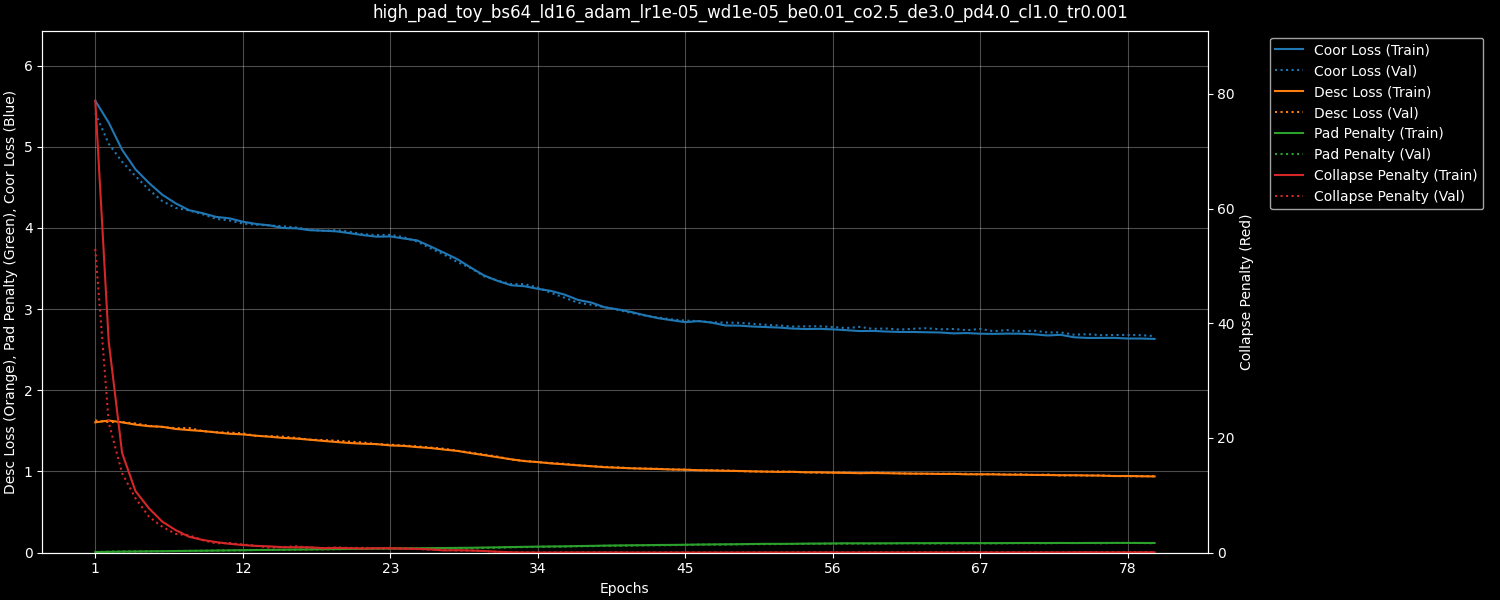 high_pad_toy_bs64_ld16_adam_lr1e-05_wd1e-05_be0.01_co2.5_de3.0_pd4.0_cl1.0_tr0.001
Desc Loss (Orange), Pad Penalty (Green), Coor Loss (Blue)
6
5
4
3
2
1
0
1
12
23
34
45
56
67
78
Epochs
80
60
40
20
0
Collapse Penalty (Red)
Coor Loss (Train)
Coor Loss (Val)
Desc Loss (Train)
Desc Loss (Val)
Pad Penalty (Train)
Pad Penalty (Val)
Collapse Penalty (Train)
Collapse Penalty (Val)